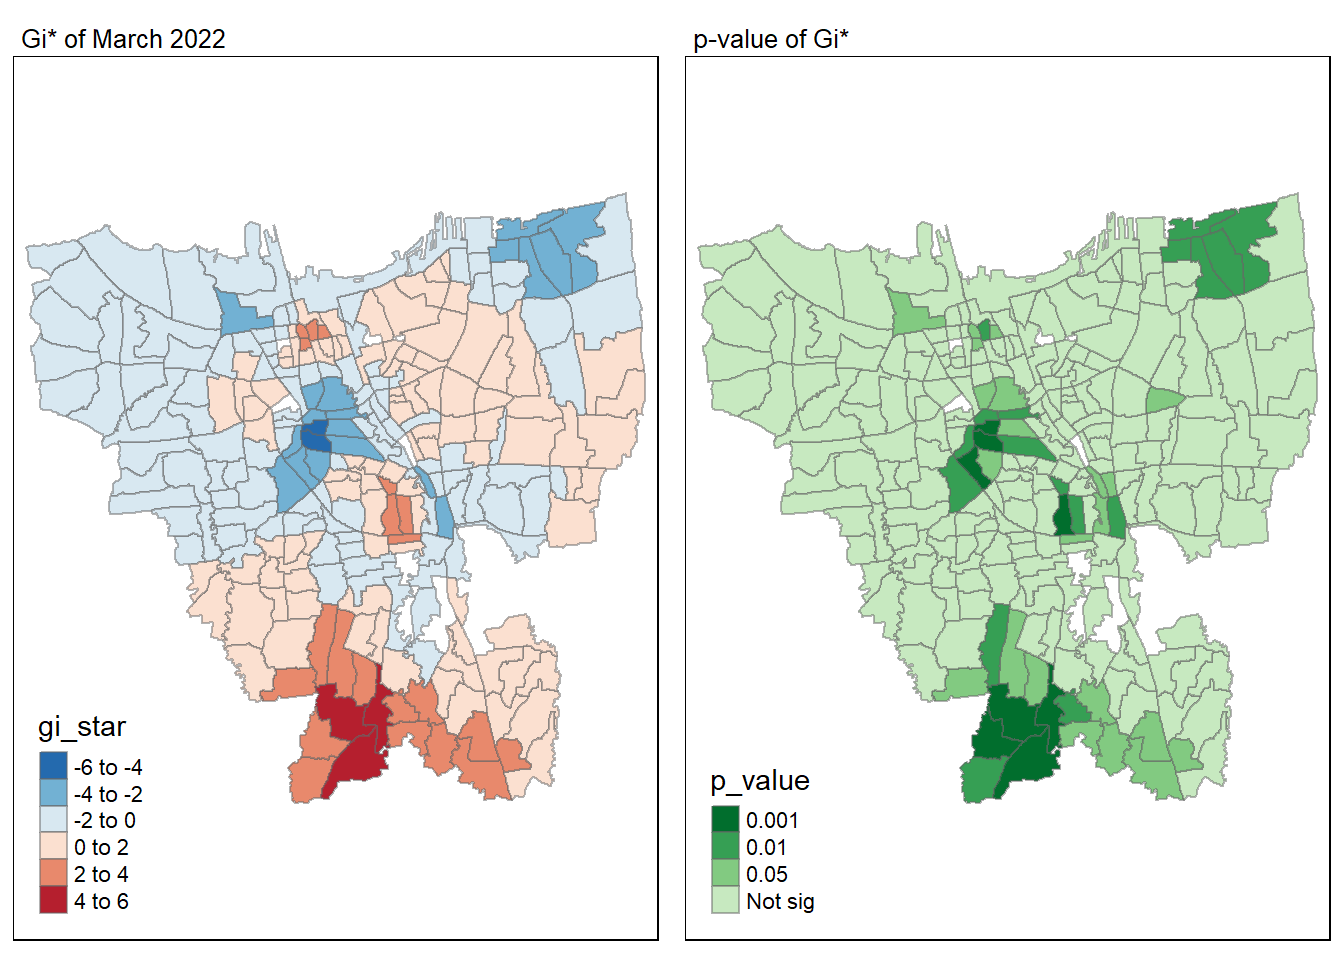 Gi* of March 2022
gi_star
-6 to -4
-4 to -2
-2 to 0
0 to 2
2 to 4
4 to 6
p-value of Gi*
p_value
0.001
0.01
0.05
Not sig